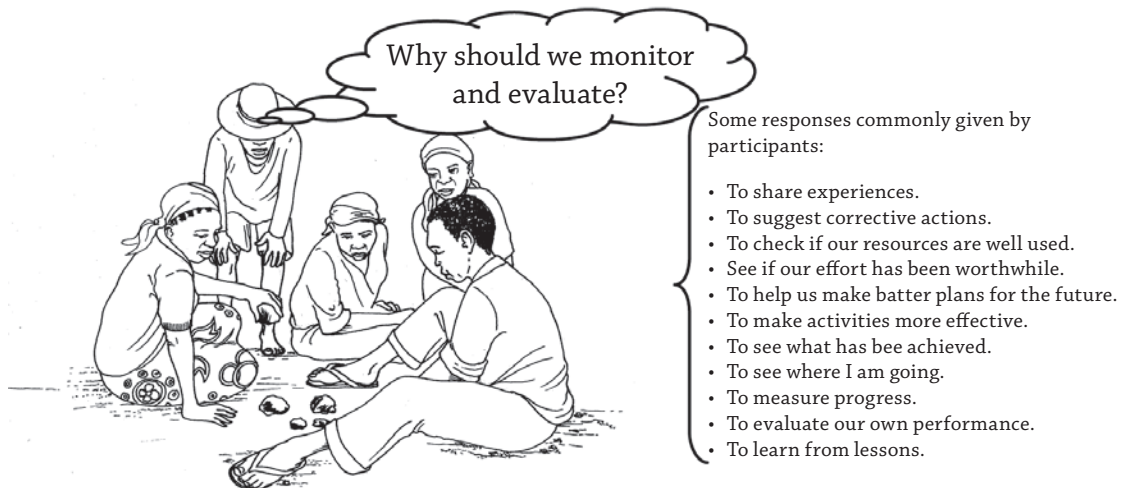 Why should we monitor
and evaluate?
Some responses commonly given by
participants:
• To share experiences.
• To suggest corrective actions.
• To check if our resources are well used.
• See if our effort has been worthwhile.
• To help us make batter plans for the future.
• To make activities more effective.
• To see what has bee achieved.
• To see where I am going.
• To measure progress.
• To evaluate our own performance.
• To learn from lessons.